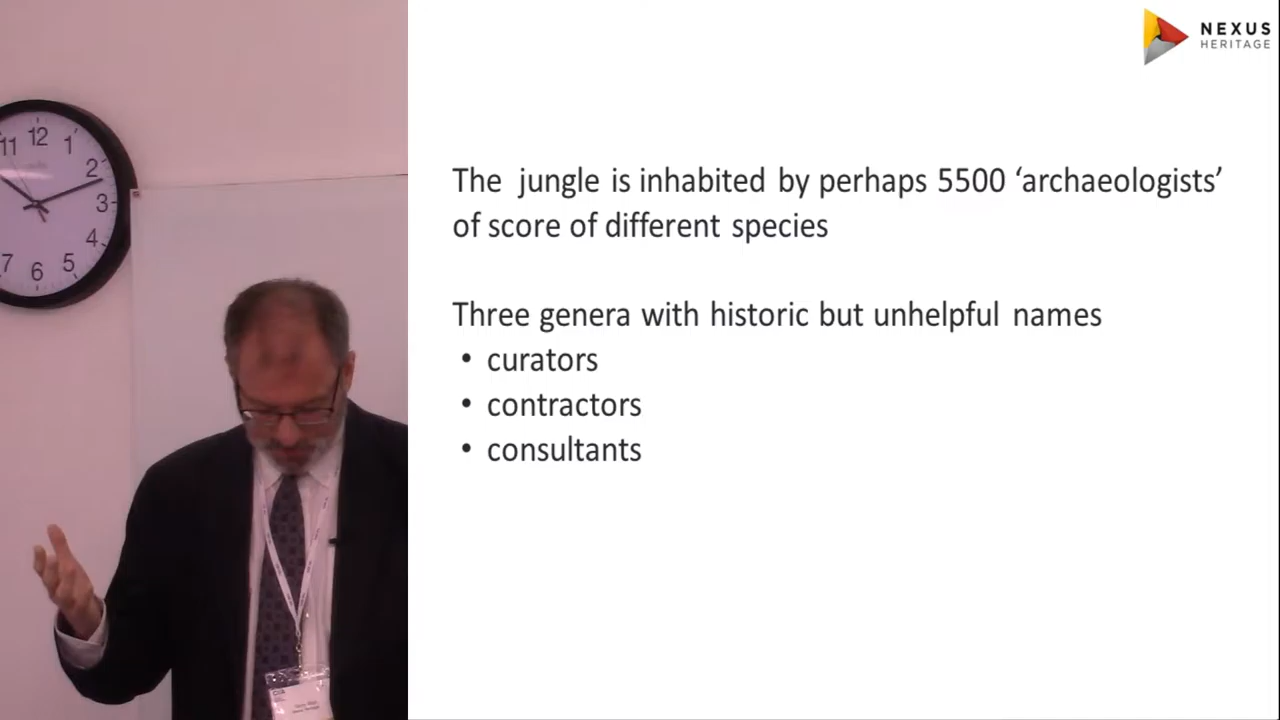 NEXUS
HERITAGE
The jungle is inhabited by perhaps 5500 ‘archaeologists’
of score of different species
Three genera with historic but unhelpful names
• curators
• contractors
• consultants
11 12 1
2
3
4
7 6 5